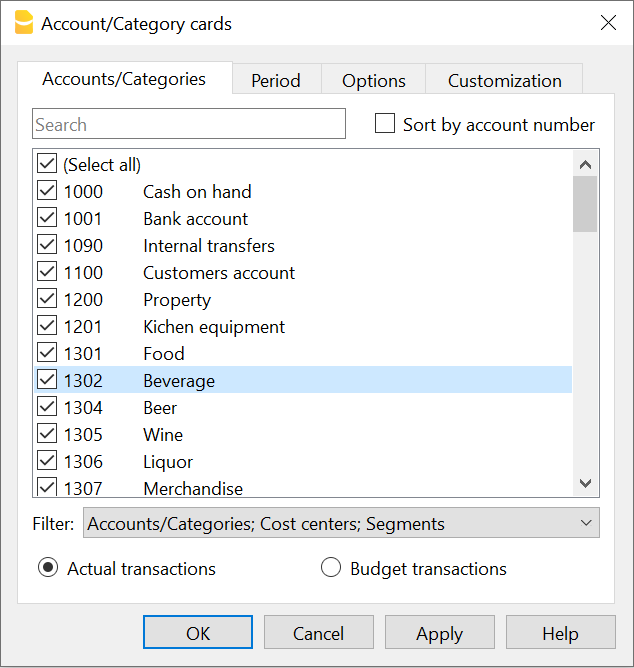 Account/Category cards
Accounts/Categories Period Options Customization
Search Sort by account number
(Select all)
1000 Cash on hand
1001 Bank account
1090 Internal transfers
1100 Customers account
1200 Property
1201 Kichen equipment
1301 Food
1302 Beverage
1304 Beer
1305 Wine
1306 Liquor
1307 Merchandise
Filter: Accounts/Categories; Cost centers; Segments
Actual transactions Budget transactions
OK Cancel Apply Help